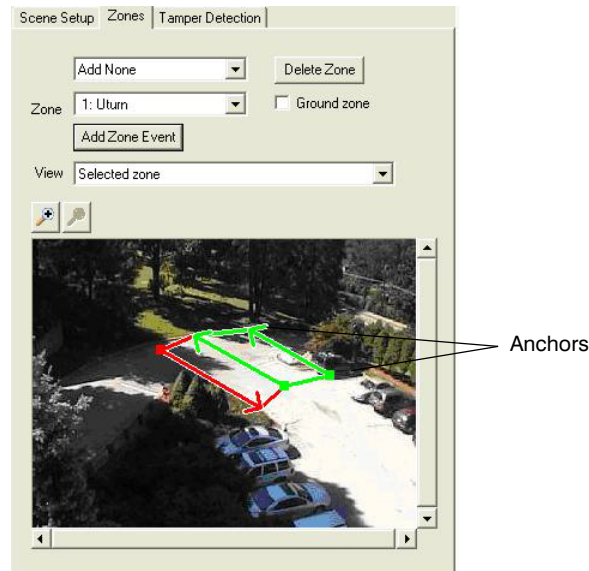 Scene Setup Zones Tamper Detection
Add None Delete Zone
Zone 1: Uturn Ground zone
Add Zone Event
View Selected zone
Anchors